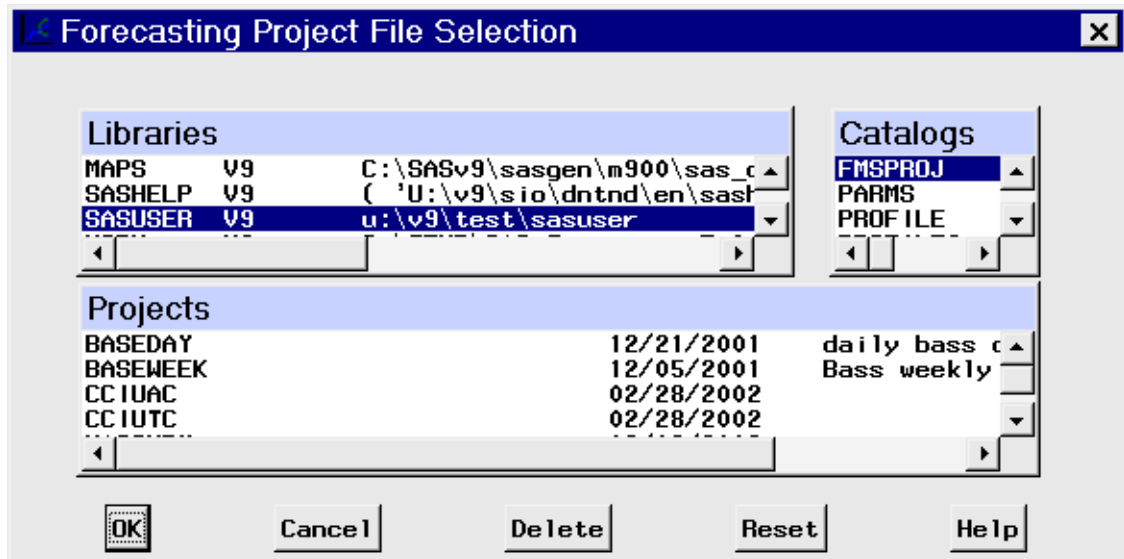 Forecasting Project File Selection
Libraries
MAPS V9 C:\SASv9\sasgen\m900\sas_
SASHELP V9 ( 'U:\v9\sio\dntnd\en\sas
SASUSER V9 u:\v9\test\sasuser
Catalogs
FMSPROJ
PARMS
PROFILE
Projects
BASEDAY 12/21/2001 daily bass
BASEWEEK 12/05/2001 Bass weekly
CCIUAC 02/28/2002
CCIUTC 02/28/2002
OK Cancel Delete Reset Help